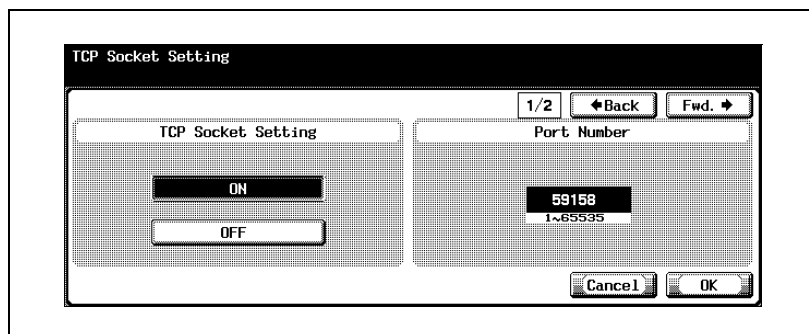 TCP Socket Setting
1/2 ←Back Fwd. →
TCP Socket Setting
Port Number
ON
OFF
59158
1~65535
Cancel OK